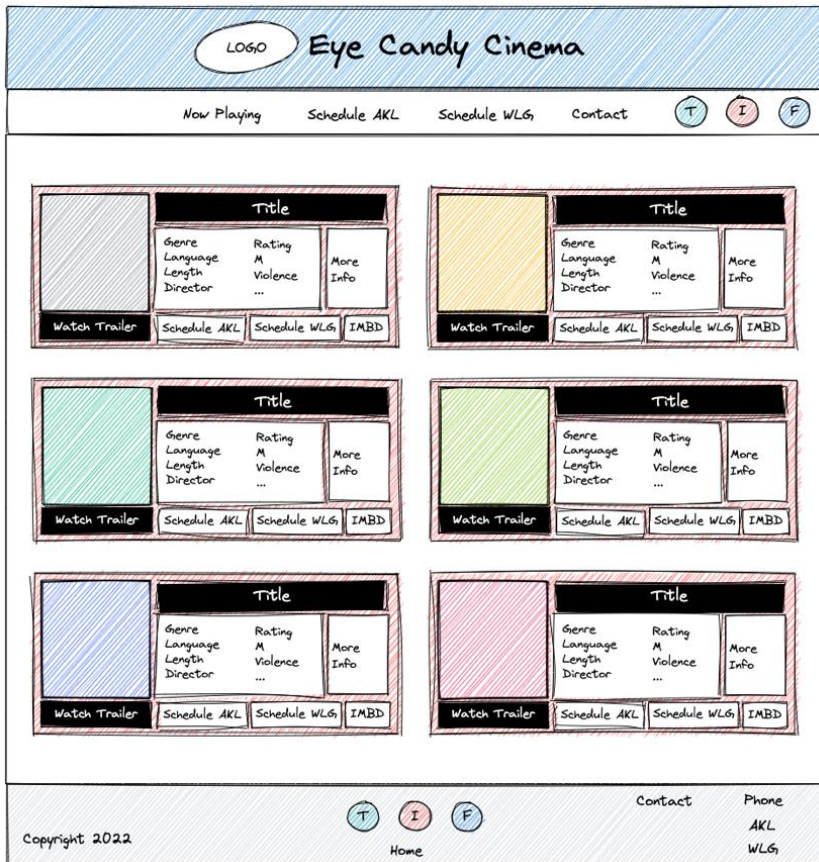 LOGO Eye Candy Cinema
Now Playing Schedule AKL Schedule WLG Contact T I F
Title
Genre Rating
Language M
Length Violence
Director ...
More
Info
Watch Trailer Schedule AKL Schedule WLG IMBD
Title
Genre Rating
Language M
Length Violence
Director ...
More
Info
Watch Trailer Schedule AKL Schedule WLG IMBD
Title
Genre Rating
Language M
Length Violence
Director ...
More
Info
Watch Trailer Schedule AKL Schedule WLG IMBD
Title
Genre Rating
Language M
Length Violence
Director ...
More
Info
Watch Trailer Schedule AKL Schedule WLG IMBD
Title
Genre Rating
Language M
Length Violence
Director ...
More
Info
Watch Trailer Schedule AKL Schedule WLG IMBD
Title
Genre Rating
Language M
Length Violence
Director ...
More
Info
Watch Trailer Schedule AKL Schedule WLG IMBD
Copyright 2022
T I F
Home
Contact
Phone
AKL
WLG